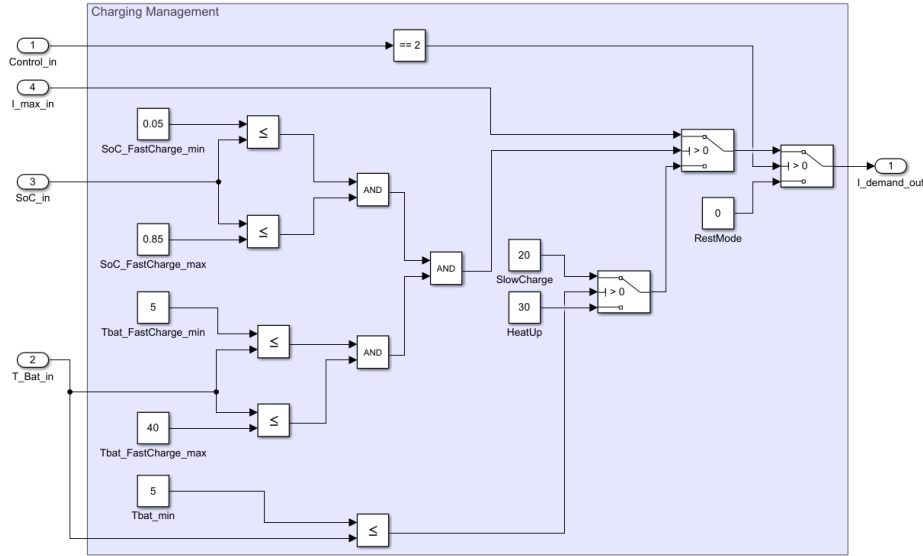 Charging Management
1
Control_in
== 2
4
I_max_in
0.05
SoC_FastCharge_min
≤
3
SoC_in
AND
≤
0.85
SoC_FastCharge_max
> 0
> 0
1
I_demand_out
0
RestMode
AND
20
SlowCharge
> 0
30
HeatUp
5
Tbat_FastCharge_min
≤
AND
2
T_Bat_in
≤
40
Tbat_FastCharge_max
5
Tbat_min
≤